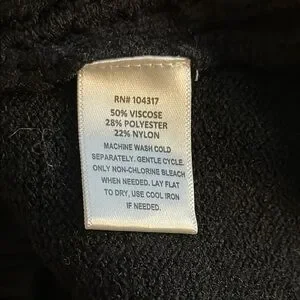 RN# 104317
50% VISCOSE
28% POLYESTER
22% NYLON
MACHINE WASH COLD
SEPARATELY. GENTLE CYCLE.
ONLY NON-CHLORINE BLEACH
WHEN NEEDED. LAY FLAT
TO DRY, USE COOL IRON
IF NEEDED.